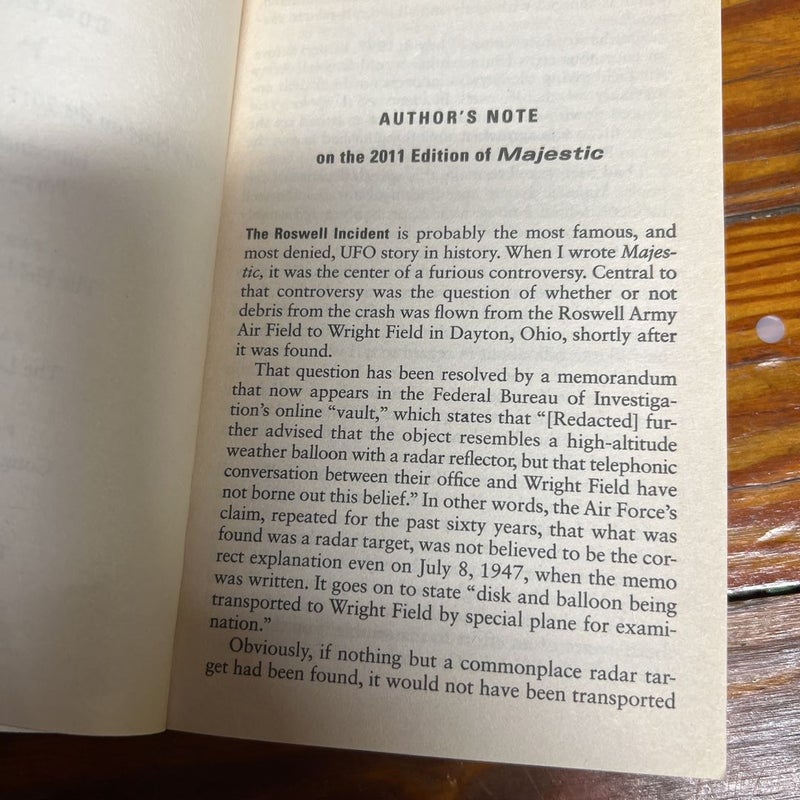 AUTHOR'S NOTE
on the 2011 Edition of Majestic
The Roswell Incident is probably the most famous, and
most denied, UFO story in history. When I wrote Majes-
tic, it was the center of a furious controversy. Central to
that controversy was the question of whether or not
debris from the crash was flown from the Roswell Army
Air Field to Wright Field in Dayton, Ohio, shortly after
it was found.
That question has been resolved by a memorandum
that now appears in the Federal Bureau of Investiga-
tion's online "vault," which states that "[Redacted] fur-
ther advised that the object resembles a high-altitude
weather balloon with a radar reflector, but that telephonic
conversation between their office and Wright Field have
not borne out this belief." In other words, the Air Force's
claim, repeated for the past sixty years, that what was
found was a radar target, was not believed to be the cor-
rect explanation even on July 8, 1947, when the memo
was written. It goes on to state "disk and balloon being
transported to Wright Field by special plane for exami-
nation."
Obviously, if nothing but a commonplace radar tar-
get had been found, it would not have been transported